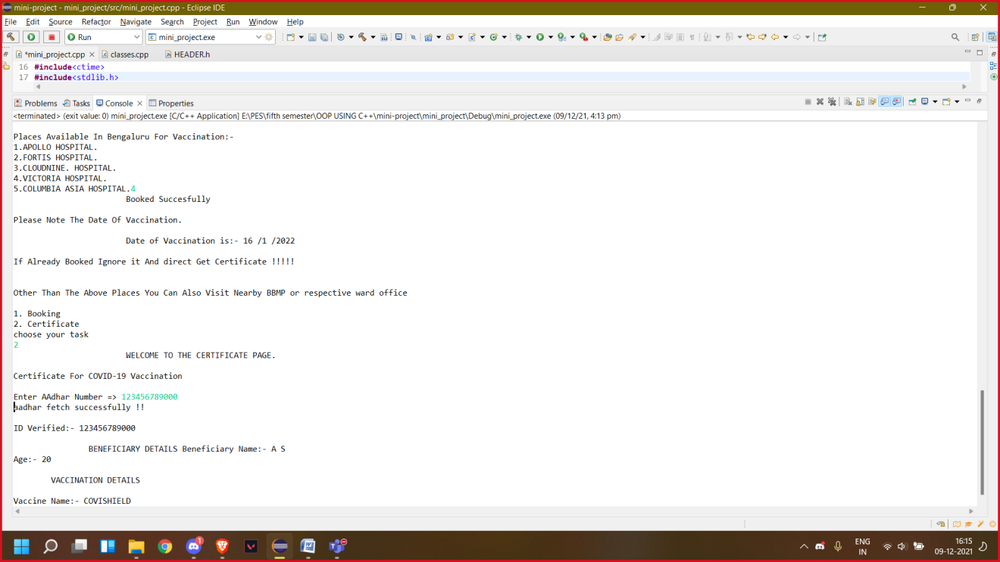 mini-project - mini_project/src/mini_project.cpp - Eclipse IDE
File Edit Source Refactor Navigate Search Project Run Window Help
Run mini_project.exe
*mini_project.cpp classes.cpp HEADER.h
16 #include<ctime>
17 #include<stdlib.h>
Problems Tasks Console Properties
<terminated> (exit value: 0) mini_project.exe [C/C++ Application] E:\PES\fifth semester\OOP USING C++\mini-project\mini_project\Debug\mini_project.exe (09/12/21, 4:13 pm)
Places Available In Bengaluru For Vaccination:-
1.APOLLO HOSPITAL.
2.FORTIS HOSPITAL.
3.CLOUDNINE. HOSPITAL.
4.VICTORIA HOSPITAL.
5.COLUMBIA ASIA HOSPITAL.4
Booked Succesfully
Please Note The Date Of Vaccination.
Date of Vaccination is:- 16 /1 /2022
If Already Booked Ignore it And direct Get Certificate !!!!!
Other Than The Above Places You Can Also Visit Nearby BBMP or respective ward office
1. Booking
2. Certificate
choose your task
2
WELCOME TO THE CERTIFICATE PAGE.
Certificate For COVID-19 Vaccination
Enter AAdhar Number => 123456789000
aadhar fetch successfully !!
ID Verified:- 123456789000
BENEFICIARY DETAILS Beneficiary Name:- A S
Age:- 20
VACCINATION DETAILS
Vaccine Name:- COVISHIELD
1
ENG
IN
16:15
09-12-2021